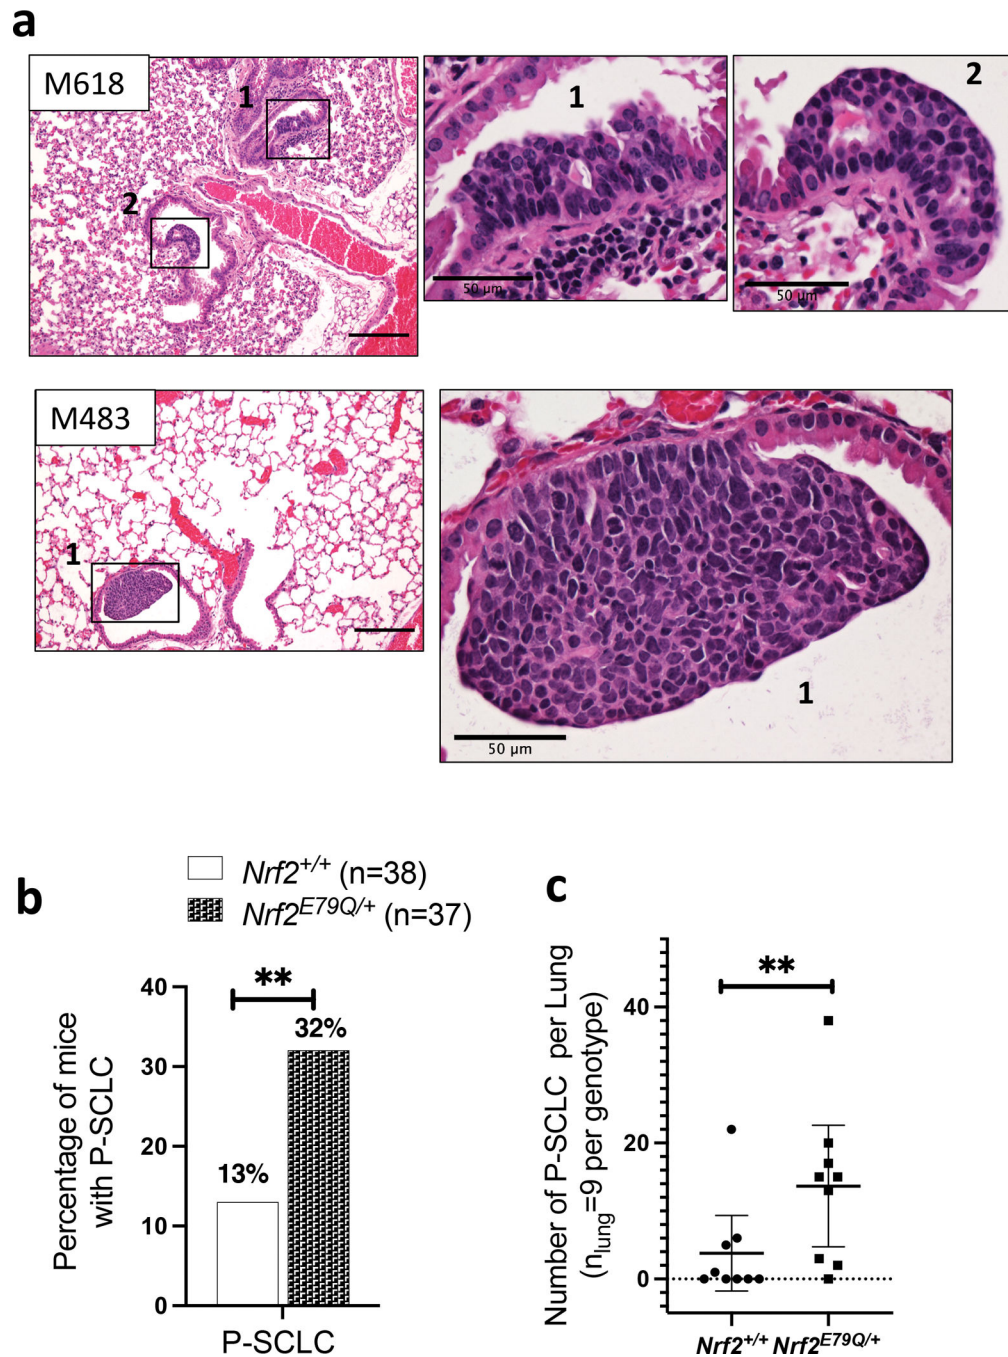 a
M618
1
2
1
50 µm
2
50 µm
M483
1
1
50 µm
b
Nrf2+/+ (n=38)
Nrf2E79Q/+ (n=37)
Percentage of mice
with P-SCLC
40
30
20
10
0
**
13%
32%
P-SCLC
c
Number of P-SCLC per Lung
(nlung=9 per genotype)
40
20
0
**
Nrf2+/+ Nrf2E79Q/+